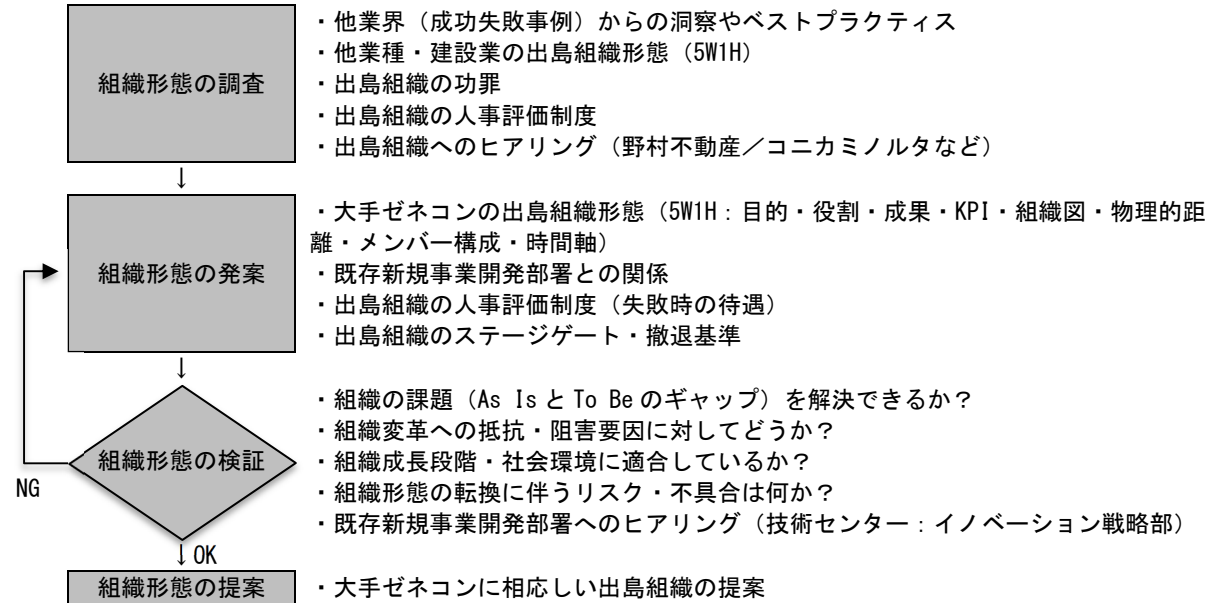 ・他業界（成功失敗事例）からの洞察やベストプラクティス
・他業種・建設業の出島組織形態（5W1H）
組織形態の調査
・出島組織の功罪
・出島組織の人事評価制度
・出島組織へのヒアリング（野村不動産／コニカミノルタなど）
↓
・大手ゼネコンの出島組織形態（5W1H：目的・役割・成果・KPI・組織図・物理的距
離・メンバー構成・時間軸）
組織形態の発案
・既存新規事業開発部署との関係
・出島組織の人事評価制度（失敗時の待遇）
・出島組織のステージゲート・撤退基準
↓
・組織の課題（As Is と To Be のギャップ）を解決できるか？
・組織変革への抵抗・阻害要因に対してどうか？
組織形態の検証
・組織成長段階・社会環境に適合しているか？
NG
・組織形態の転換に伴うリスク・不具合は何か？
・既存新規事業開発部署へのヒアリング（技術センター：イノベーション戦略部）
↓OK
組織形態の提案
・大手ゼネコンに相応しい出島組織の提案